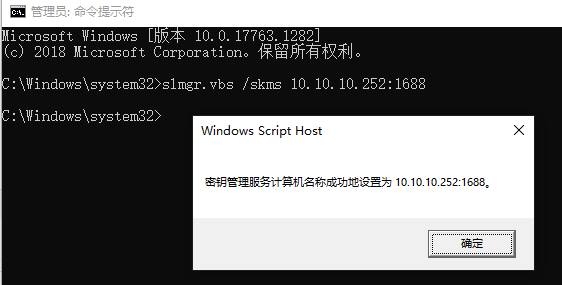 管理员: 命令提示符
Microsoft Windows [版本 10.0.17763.1282]
(c) 2018 Microsoft Corporation。保留所有权利。
C:\Windows\system32>slmgr.vbs /skms 10.10.10.252:1688
C:\Windows\system32>
Windows Script Host
密钥管理服务计算机名称成功地设置为 10.10.10.252:1688。
确定